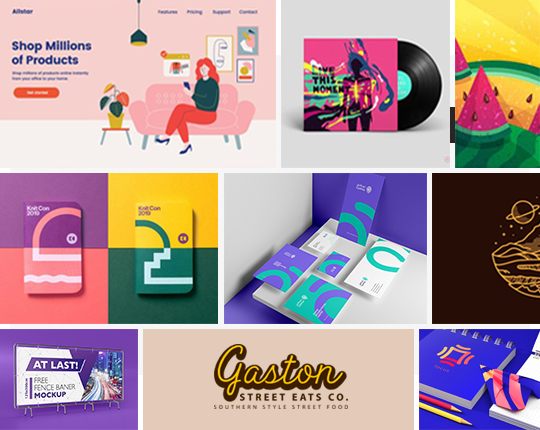 Allstar
Features Pricing Support Contact
Shop Millions
of Products
Shop millions of products online instantly
from your office to your home.
Get started
LIVE
THIS
MOMENT
Knit Con
2019
Knit Con
2019
AT LAST!
FREE
FENCE BANER
MOCKUP
Gaston
STREET EATS CO.
SOUTHERN STYLE STREET FOOD